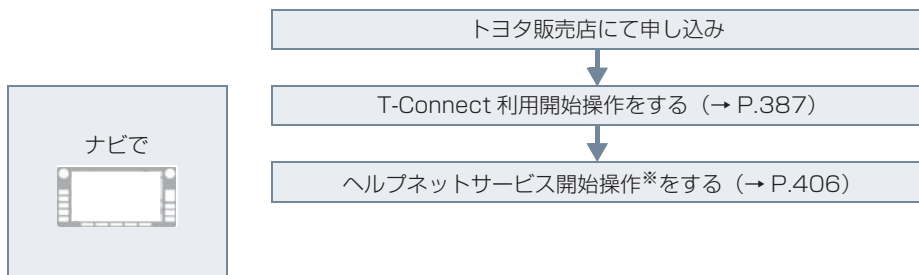 トヨタ販売店にて申し込み
T-Connect 利用開始操作をする（→ P.387）
ナビで
ヘルプネットサービス開始操作※をする（→ P.406）